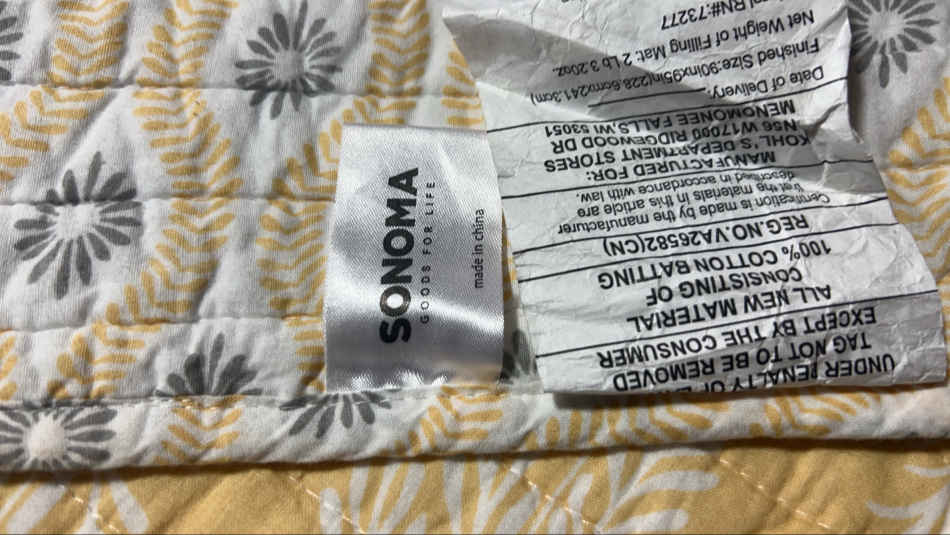 SONOMA
GOODS FOR LIFE
made in china
UNDER PENALTY OF
TAG NOT TO BE REMOVED
EXCEPT BY THE CONSUMER
ALL NEW MATERIAL
CONSISTING OF
100% COTTON BATTING
REG.NO.VA26582(CN)
Certification is made by the manufacturer
that the materials in this article are
described in accordance with law.
MANUFACTURED FOR:
KOHL'S DEPARTMENT STORES
N56 W17000 RIDGEWOOD DR
MENOMONEE FALLS,WI 53051
Date of Delivery:
Finished Size:90inx95in(228.6cmx241.3cm)
Net Weight of Filling Mat. 2 Lb 3.20oz.
RN#:73277